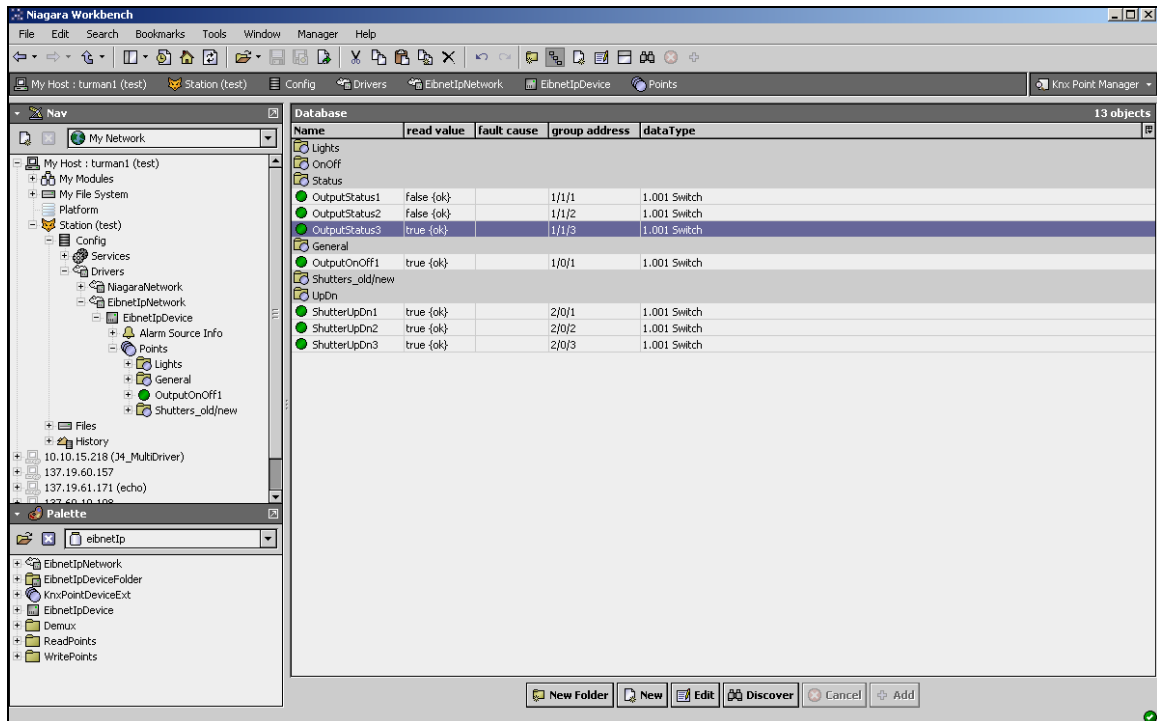 Niagara Workbench
File Edit Search Bookmarks Tools Window Manager Help
My Host : turman1 (test) Station (test) Config Drivers EibnetIpNetwork EibnetIpDevice Points Knx Point Manager
Nav
My Network
My Host : turman1 (test)
My Modules
My File System
Platform
Station (test)
Config
Services
Drivers
NiagaraNetwork
EibnetIpNetwork
EibnetIpDevice
Alarm Source Info
Points
Lights
General
OutputOnOff1
Shutters_old/new
Files
History
10.10.15.218 (J4_MultiDriver)
137.19.60.157
137.19.61.171 (echo)
Palette
eibnetIp
EibnetIpNetwork
EibnetIpDeviceFolder
KnxPointDeviceExt
EibnetIpDevice
Demux
ReadPoints
WritePoints
Database 13 objects
Name read value fault cause group address dataType
Lights
OnOff
Status
OutputStatus1 false {ok} 1/1/1 1.001 Switch
OutputStatus2 false {ok} 1/1/2 1.001 Switch
OutputStatus3 true {ok} 1/1/3 1.001 Switch
General
OutputOnOff1 true {ok} 1/0/1 1.001 Switch
Shutters_old/new
UpDn
ShutterUpDn1 true {ok} 2/0/1 1.001 Switch
ShutterUpDn2 true {ok} 2/0/2 1.001 Switch
ShutterUpDn3 true {ok} 2/0/3 1.001 Switch
New Folder New Edit Discover Cancel Add